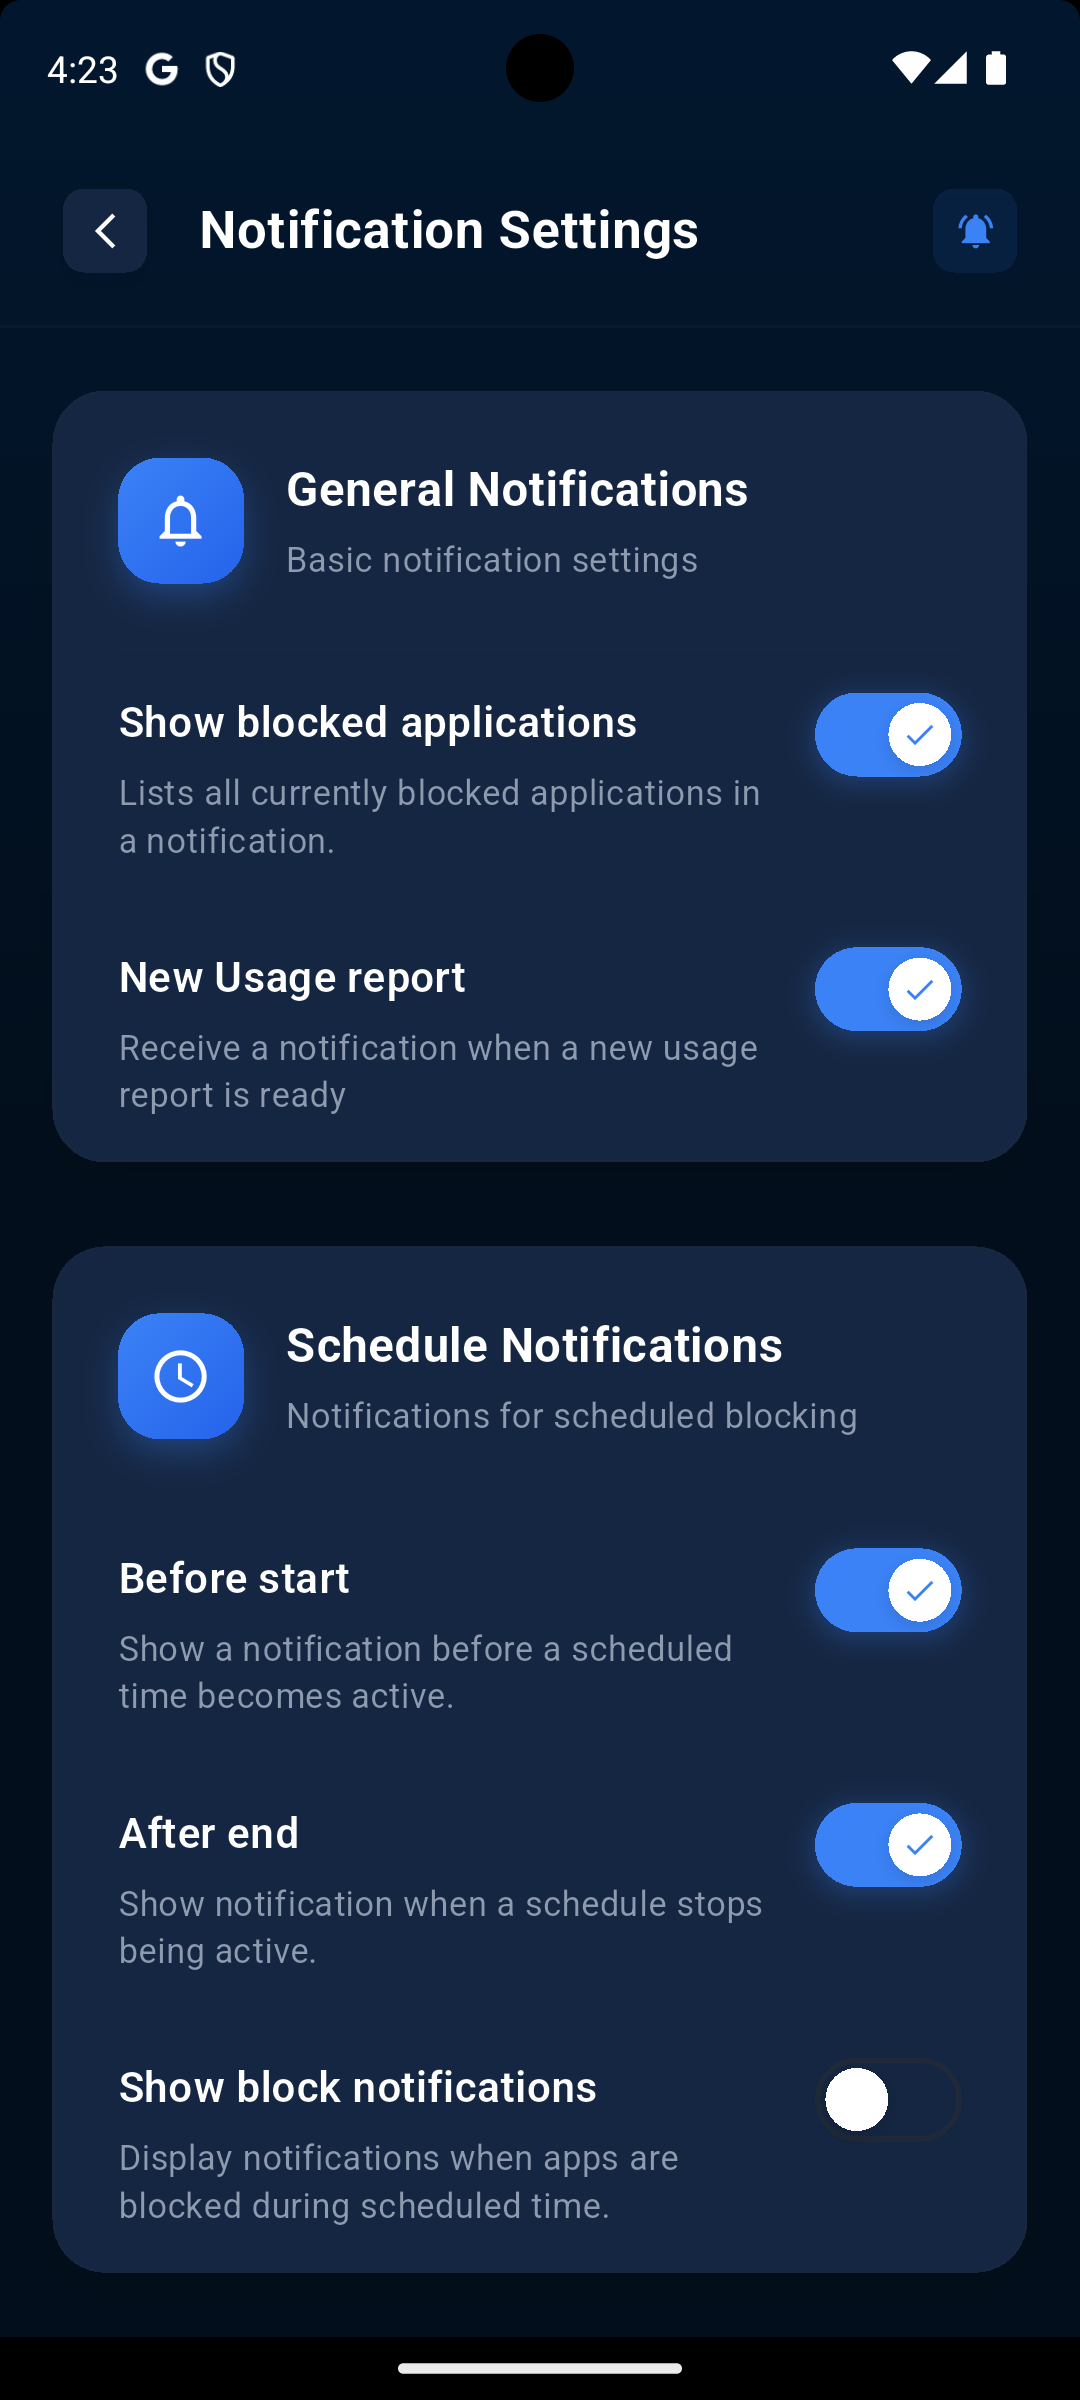 4:23
Notification Settings
General Notifications
Basic notification settings
Show blocked applications
Lists all currently blocked applications in
a notification.
New Usage report
Receive a notification when a new usage
report is ready
Schedule Notifications
Notifications for scheduled blocking
Before start
Show a notification before a scheduled
time becomes active.
After end
Show notification when a schedule stops
being active.
Show block notifications
Display notifications when apps are
blocked during scheduled time.